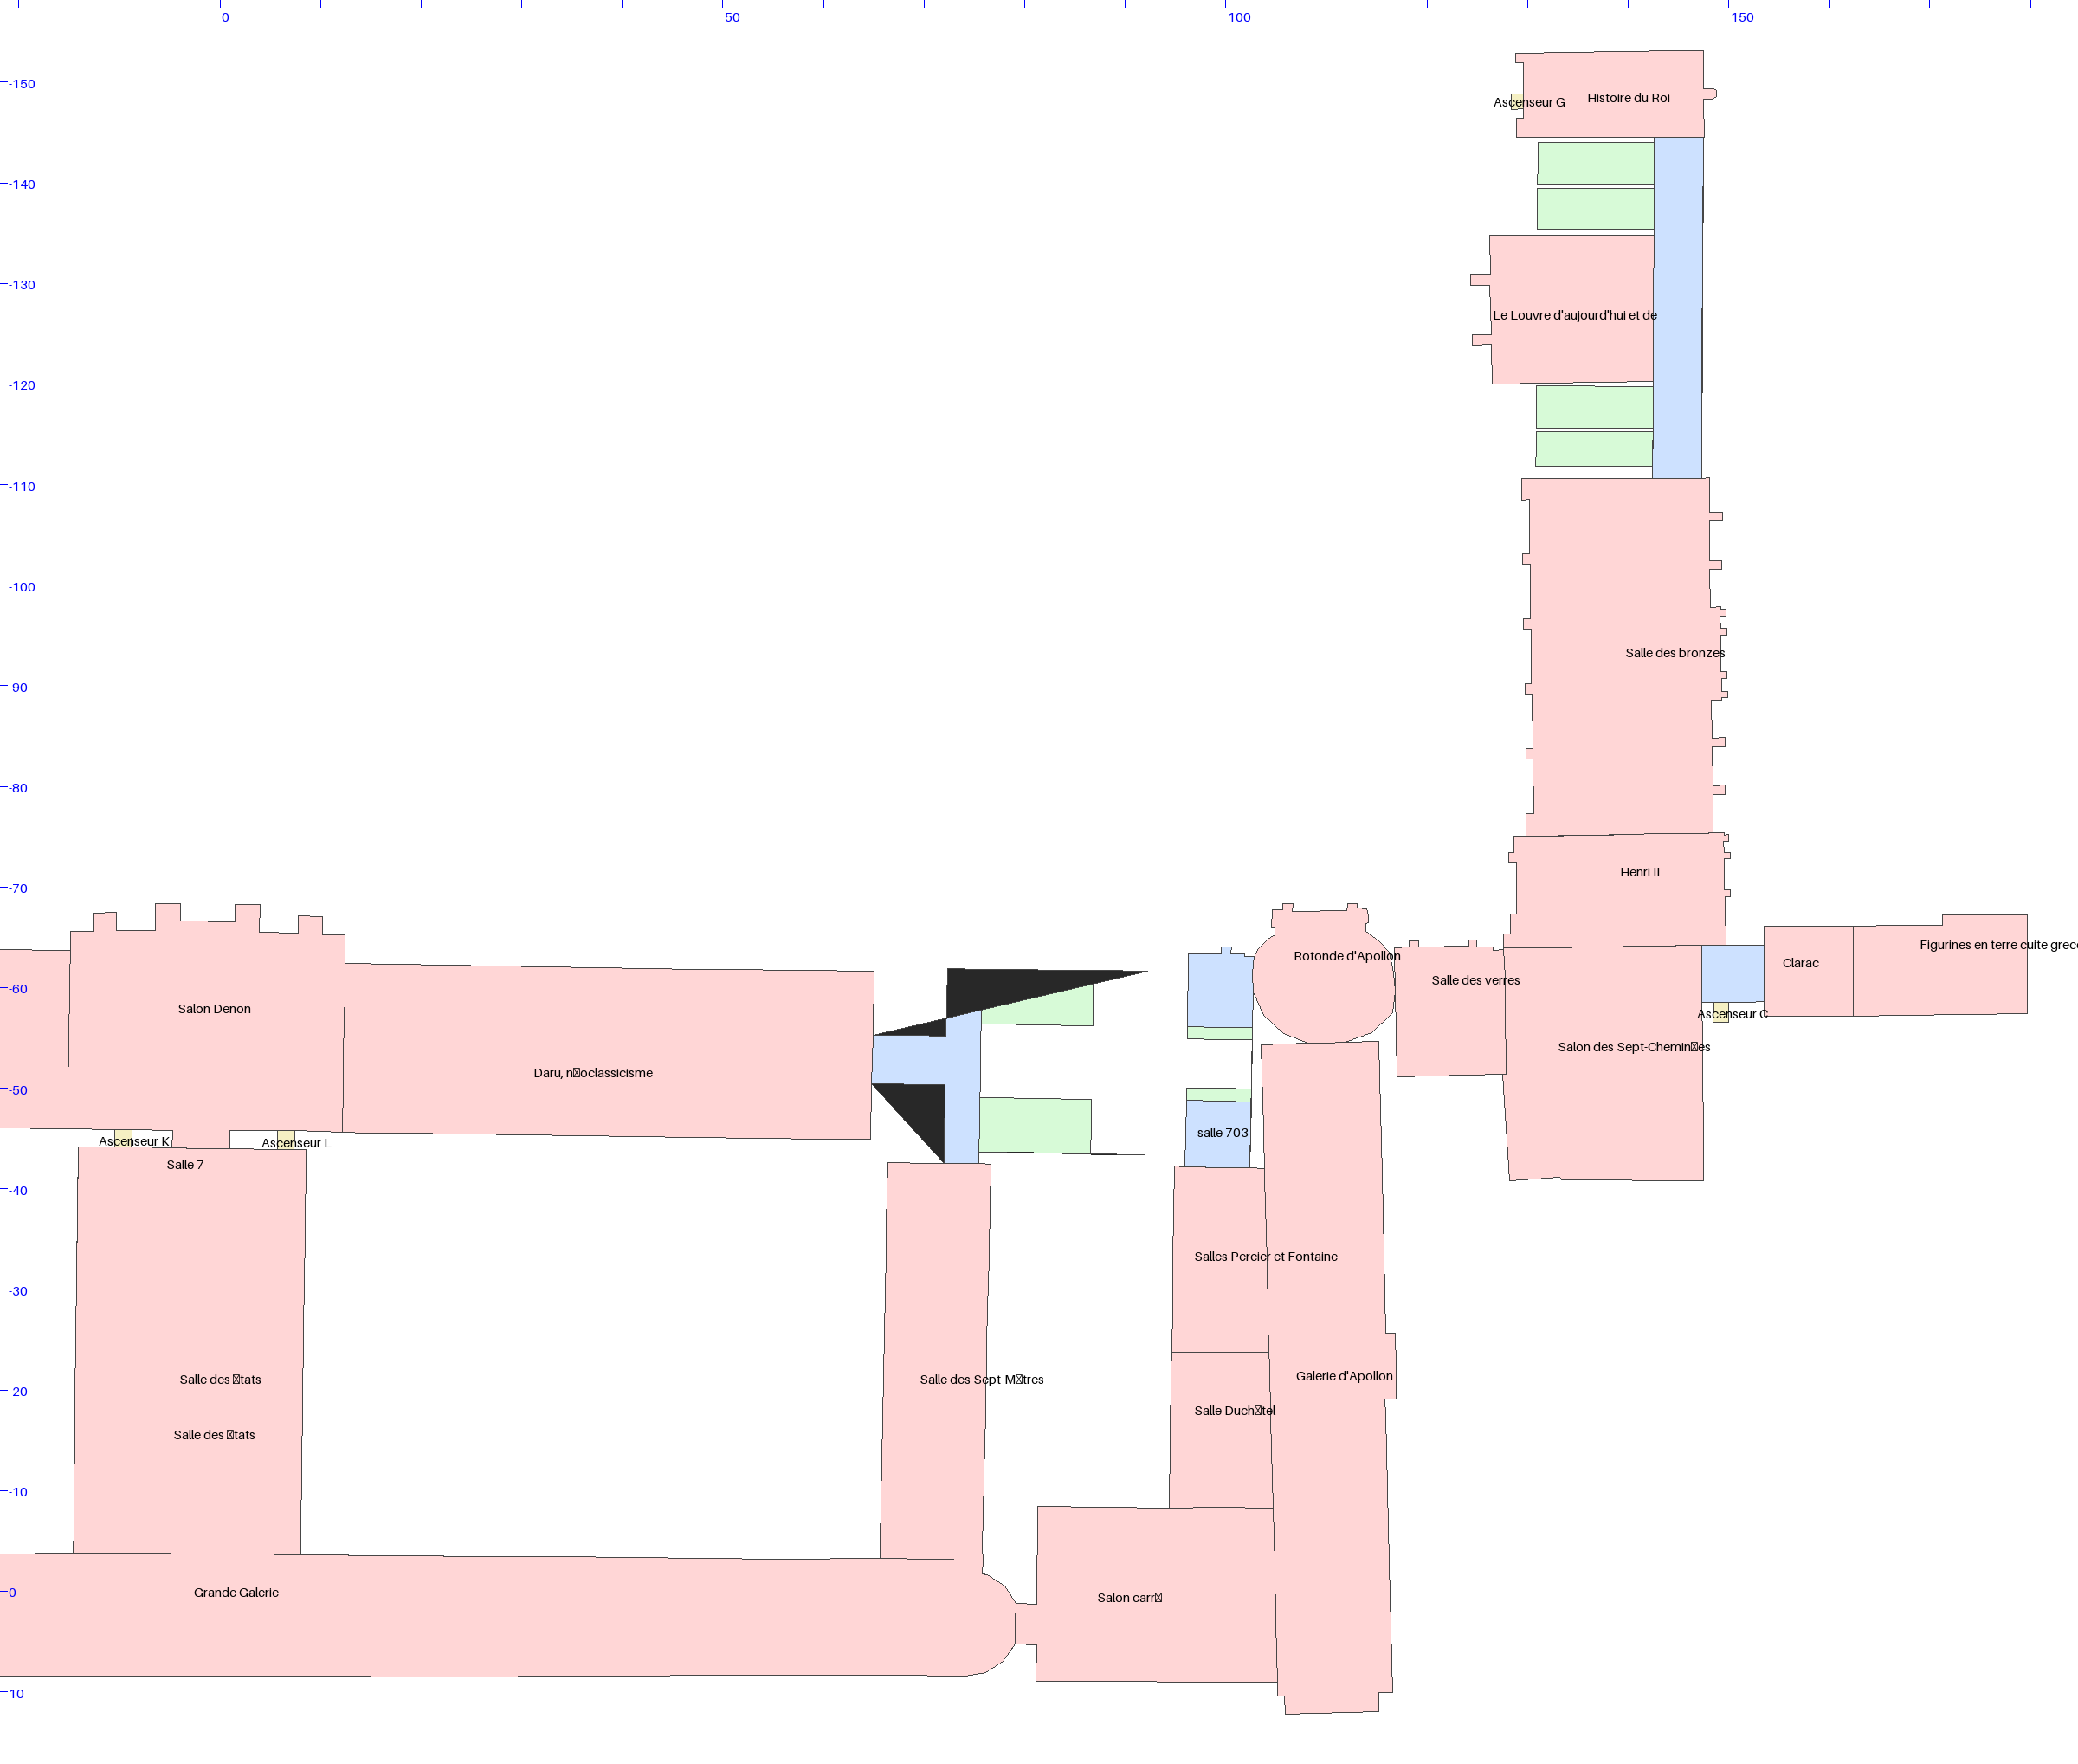 0
50
100
150
-150
Histoire du Roi
Ascenseur G
-140
-130
Le Louvre d'aujourd'hui et de
-120
-110
-100
Salle des bronzes
-90
-80
Henri II
-70
Figurines en terre cuite grec
Rotonde d'Apollon
Clarac
Salle des verres
-60
Salon Denon
Ascenseur C
Salon des Sept-Chemin▯es
Daru, n▯oclassicisme
-50
salle 703
Ascenseur K
Ascenseur L
Salle 7
-40
Salles Percier et Fontaine
-30
Galerie d'Apollon
Salle des ▯tats
Salle des Sept-M▯tres
-20
Salle Duch▯tel
Salle des ▯tats
-10
0
Grande Galerie
Salon carr▯
10